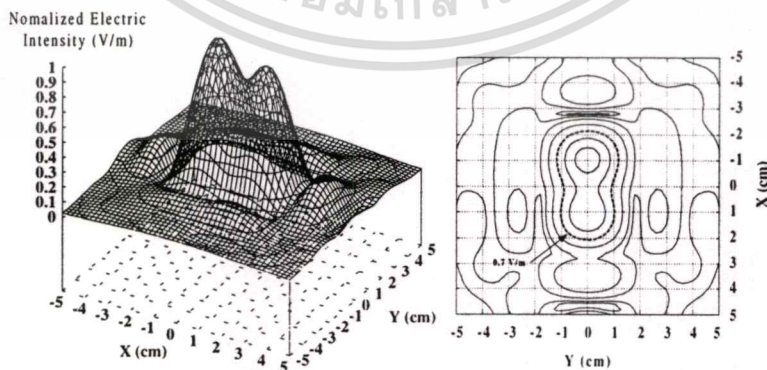 Nomalized Electric
Intensity (V/m)
1
0.9
0.8
0.7
0.6
0.5
0.4
0.3
0.2
0.1
0
-5 -4 -3 -2 -1 0 1 2 3 4 5
X (cm)
-5 -4 -3 -2 -1 0 1 2 3 4 5
Y (cm)
-5
-4
-3
-2
-1
0
1
2
3
4
5
X (cm)
0.7 V/m
-5 -4 -3 -2 -1 0 1 2 3 4 5
Y (cm)